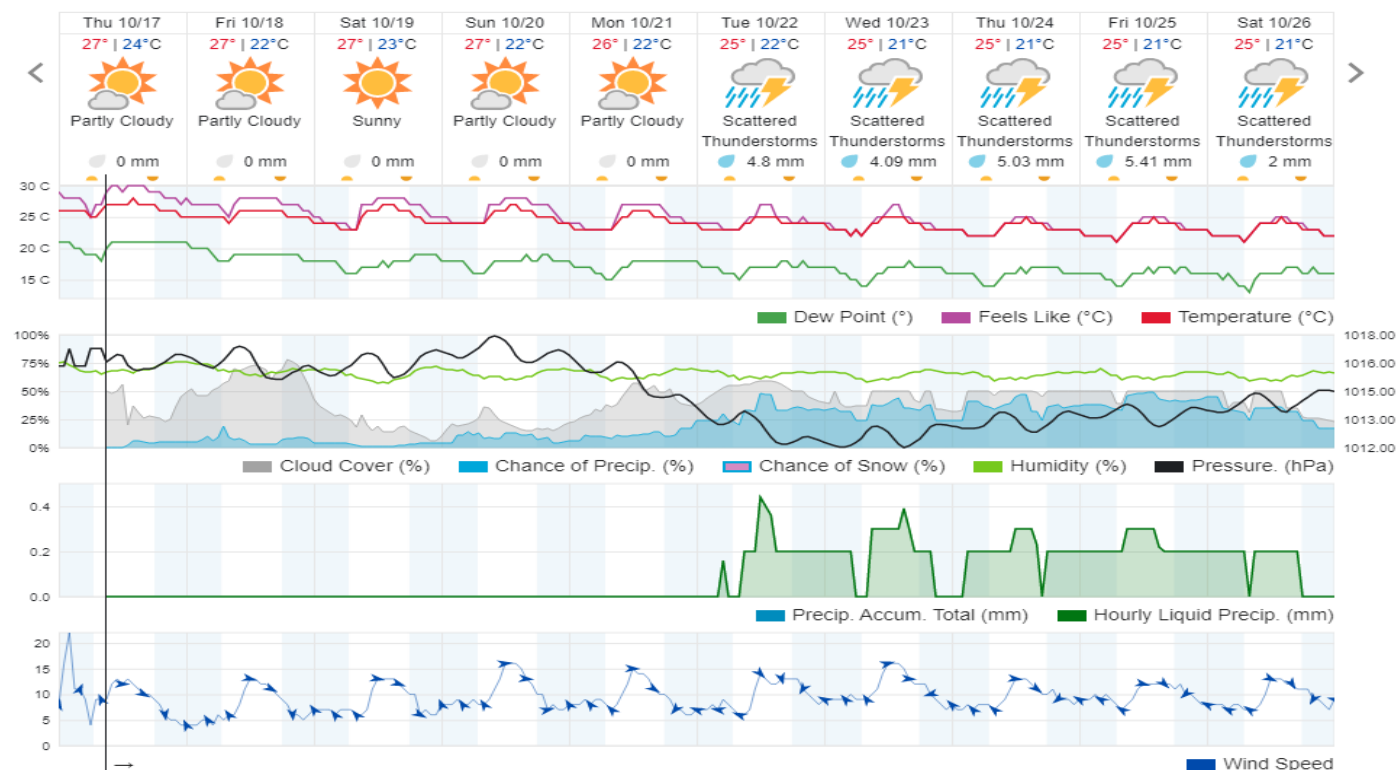 Thu 10/17 Fri 10/18 Sat 10/19 Sun 10/20 Mon 10/21 Tue 10/22 Wed 10/23 Thu 10/24 Fri 10/25 Sat 10/26
27° | 24°C 27° | 22°C 27° | 23°C 27° | 22°C 26° | 22°C 25° | 22°C 25° | 21°C 25° | 21°C 25° | 21°C 25° | 21°C
Partly Cloudy Partly Cloudy Sunny Partly Cloudy Partly Cloudy Scattered Scattered Scattered Scattered Scattered
Thunderstorms Thunderstorms Thunderstorms Thunderstorms Thunderstorms
0 mm 0 mm 0 mm 0 mm 0 mm 4.8 mm 4.09 mm 5.03 mm 5.41 mm 2 mm
30 C
25 C
20 C
15 C
Dew Point (°) Feels Like (°C) Temperature (°C)
100% 1018.00
75% 1016.00
50% 1015.00
25% 1013.00
0% 1012.00
Cloud Cover (%) Chance of Precip. (%) Chance of Snow (%) Humidity (%) Pressure. (hPa)
0.4
0.2
0.0
Precip. Accum. Total (mm) Hourly Liquid Precip. (mm)
20
15
10
5
0
Wind Speed